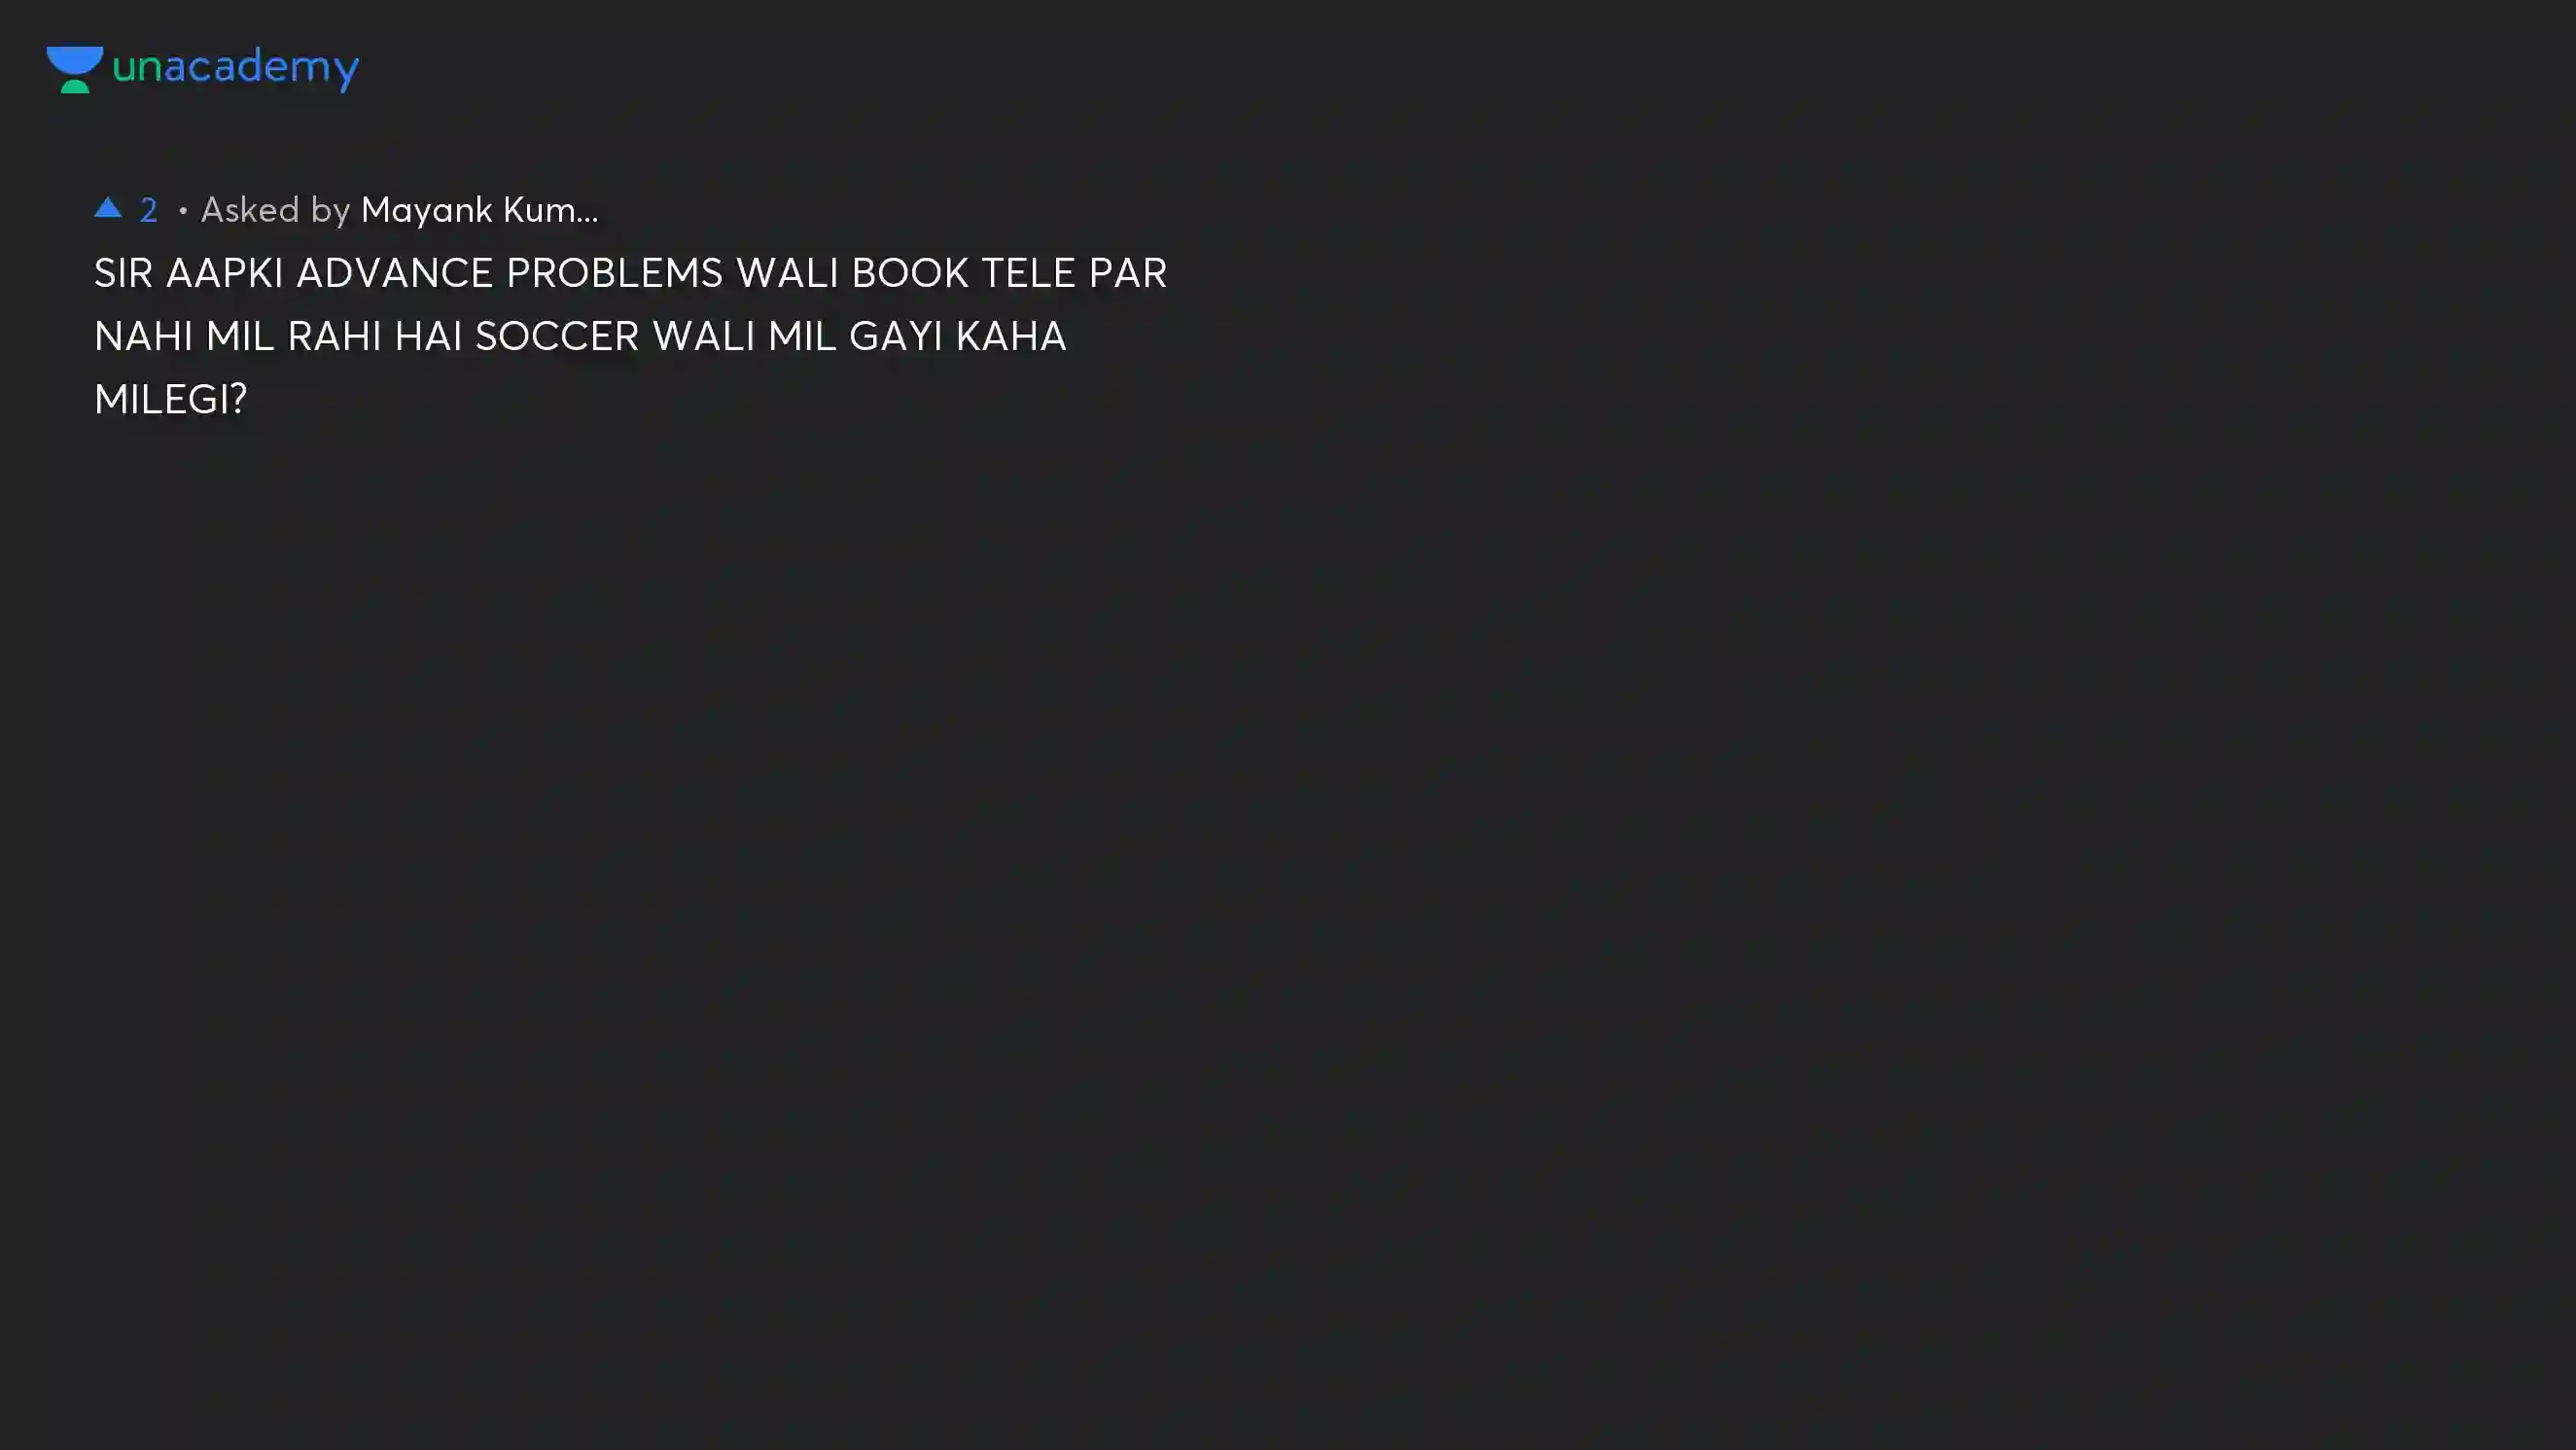 unacademy
▲ 2 • Asked by Mayank Kum...
SIR AAPKI ADVANCE PROBLEMS WALI BOOK TELE PAR
NAHI MIL RAHI HAI SOCCER WALI MIL GAYI KAHA
MILEGI?